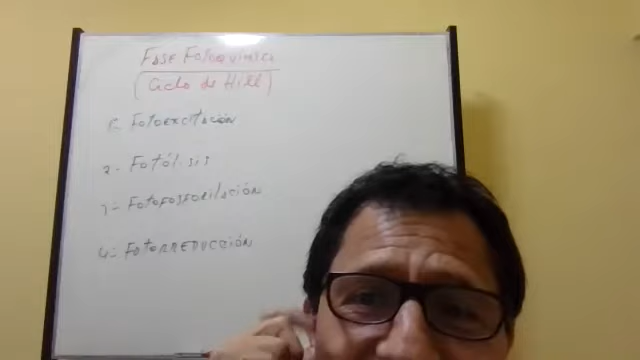 Fase Fotoquímica
(Ciclo de Hill)
1.- Fotoexcitación
2.- Fotólisis
3.- Fotofosforilación
4.- Fotorreducción